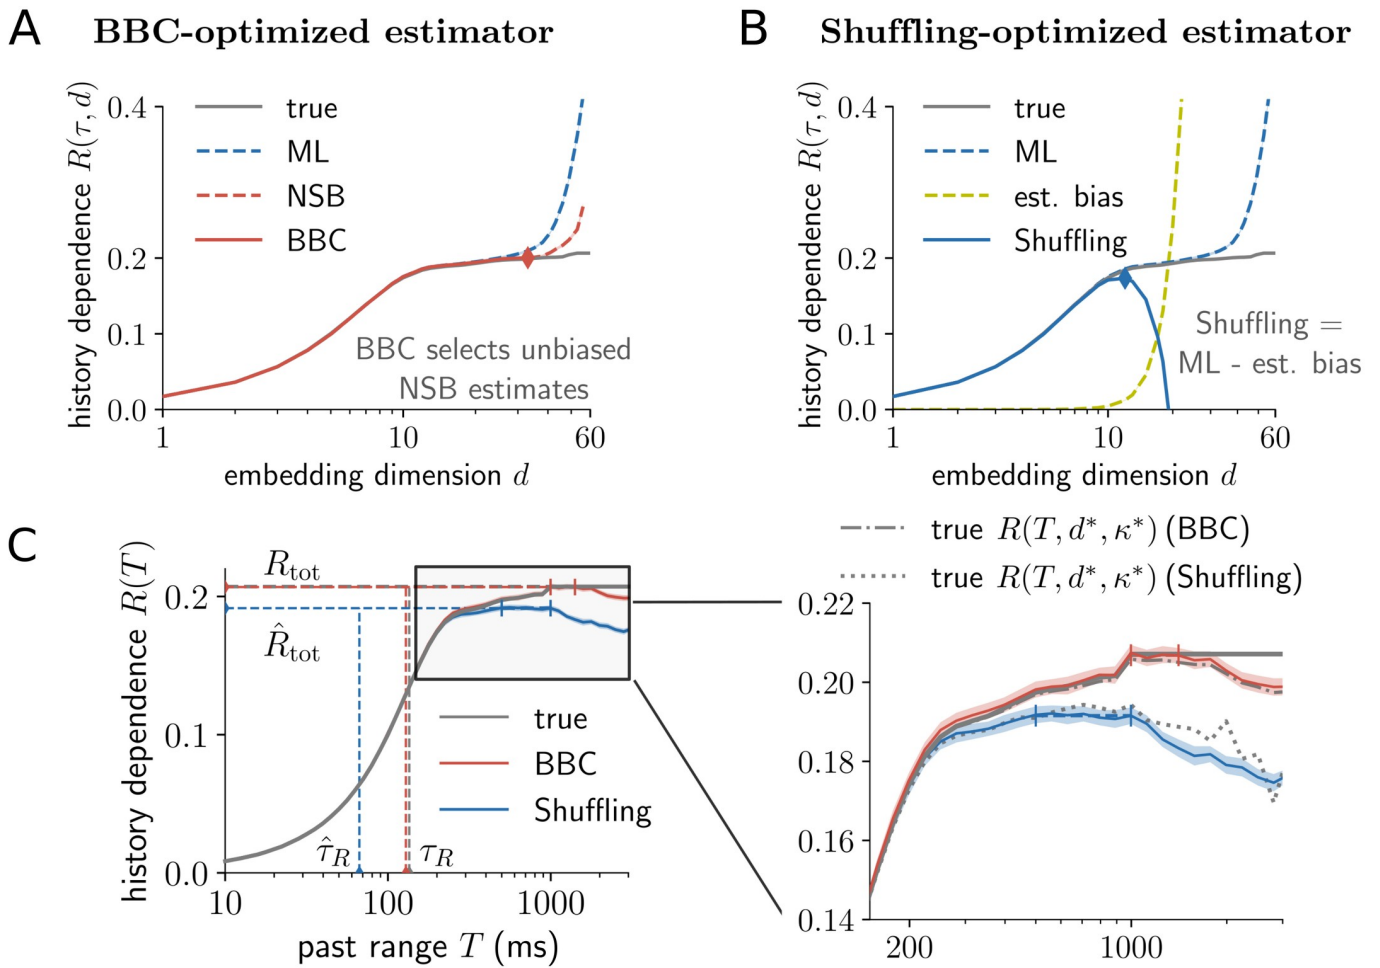 A
BBC-optimized estimator
history dependence R(τ, d)
0.4
0.2
0.1
0.0
true
ML
NSB
BBC
BBC selects unbiased
NSB estimates
1
10
60
embedding dimension d
B
Shuffling-optimized estimator
history dependence R(τ, d)
0.4
0.2
0.1
0.0
true
ML
est. bias
Shuffling
Shuffling =
ML - est. bias
1
10
60
embedding dimension d
C
history dependence R(T)
0.2
0.1
0.0
R_tot
R̂_tot
true
BBC
Shuffling
τ̂_R
τ_R
10
100
1000
past range T (ms)
true R(T, d*, κ*) (BBC)
true R(T, d*, κ*) (Shuffling)
0.22
0.20
0.18
0.16
0.14
200
1000